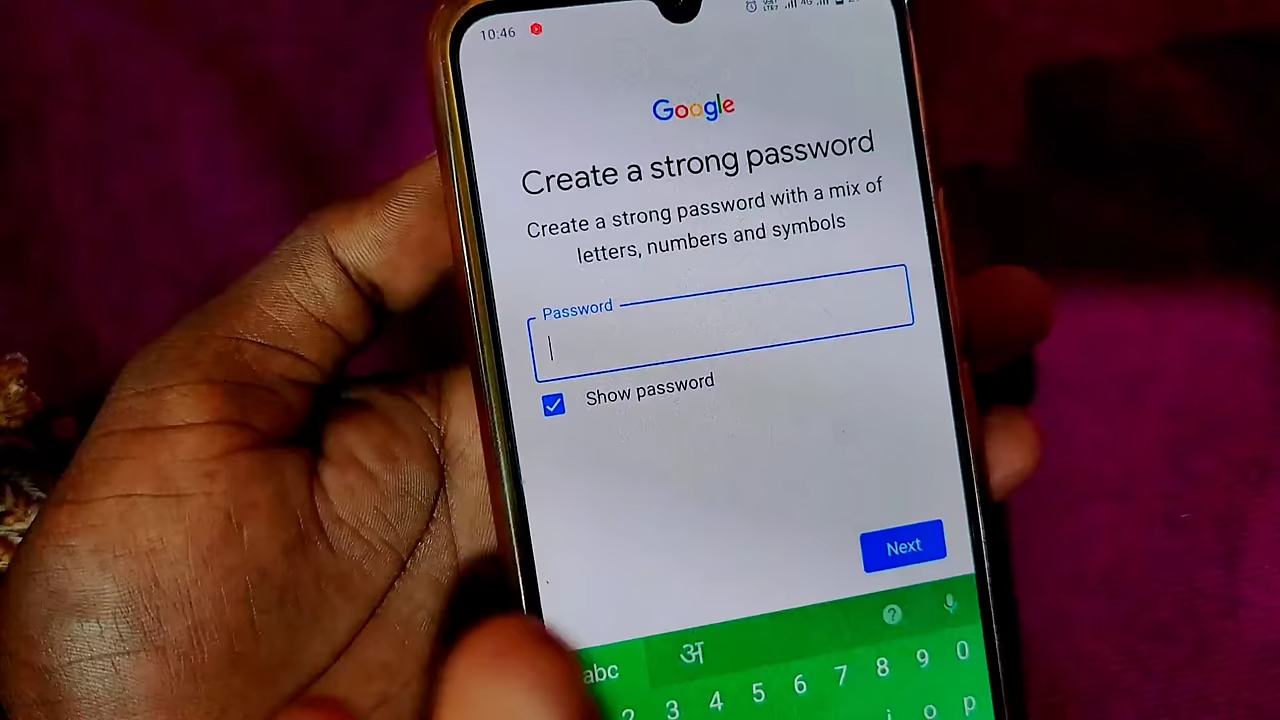 10:46
Google
Create a strong password
Create a strong password with a mix of
letters, numbers and symbols
Password
Show password
Next
abc अ ?
2 3 4 5 6 7 8 9 0
i o p